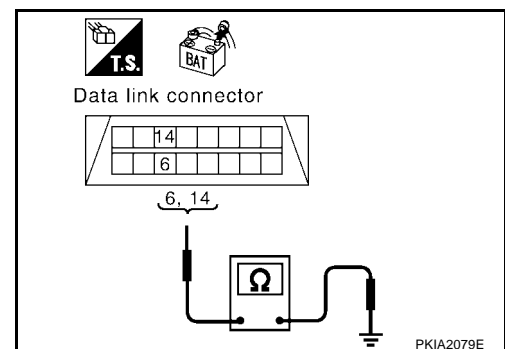 T.S.
BAT
Data link connector
14
6
6, 14
Ω
PKIA2079E